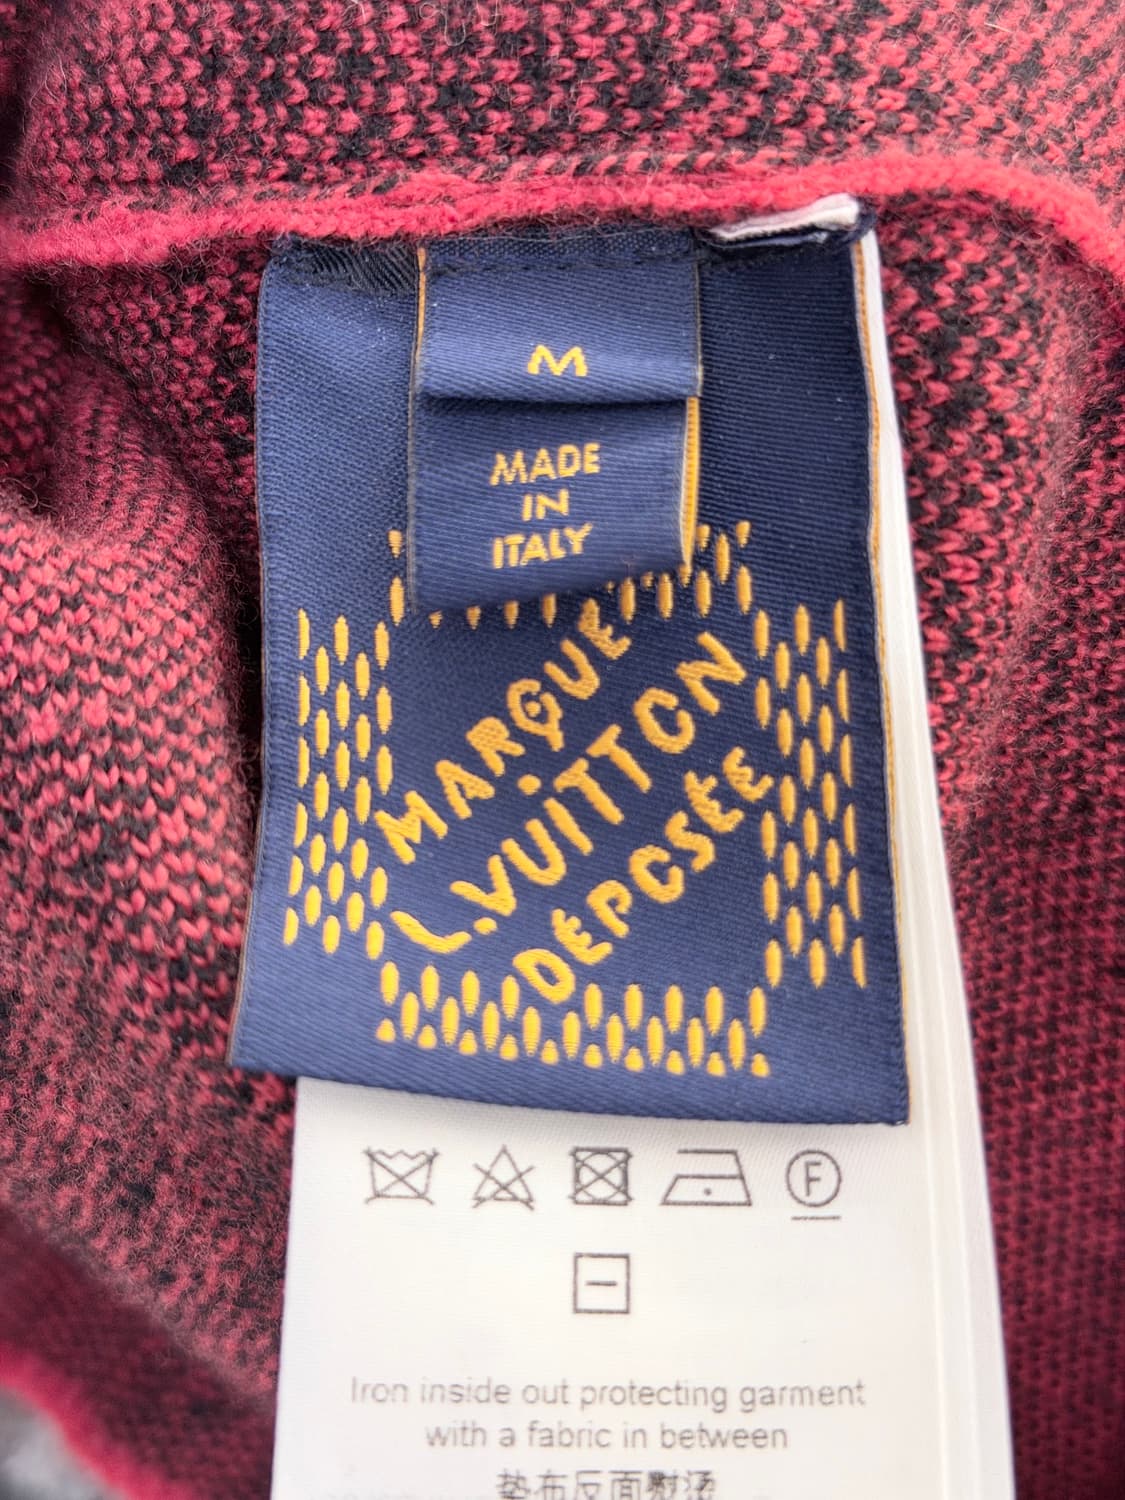 M
MADE
IN
ITALY
MARQUE
L.VUITTON
DÉPOSÉE
F
Iron inside out protecting garment
with a fabric in between
垫布反面熨烫